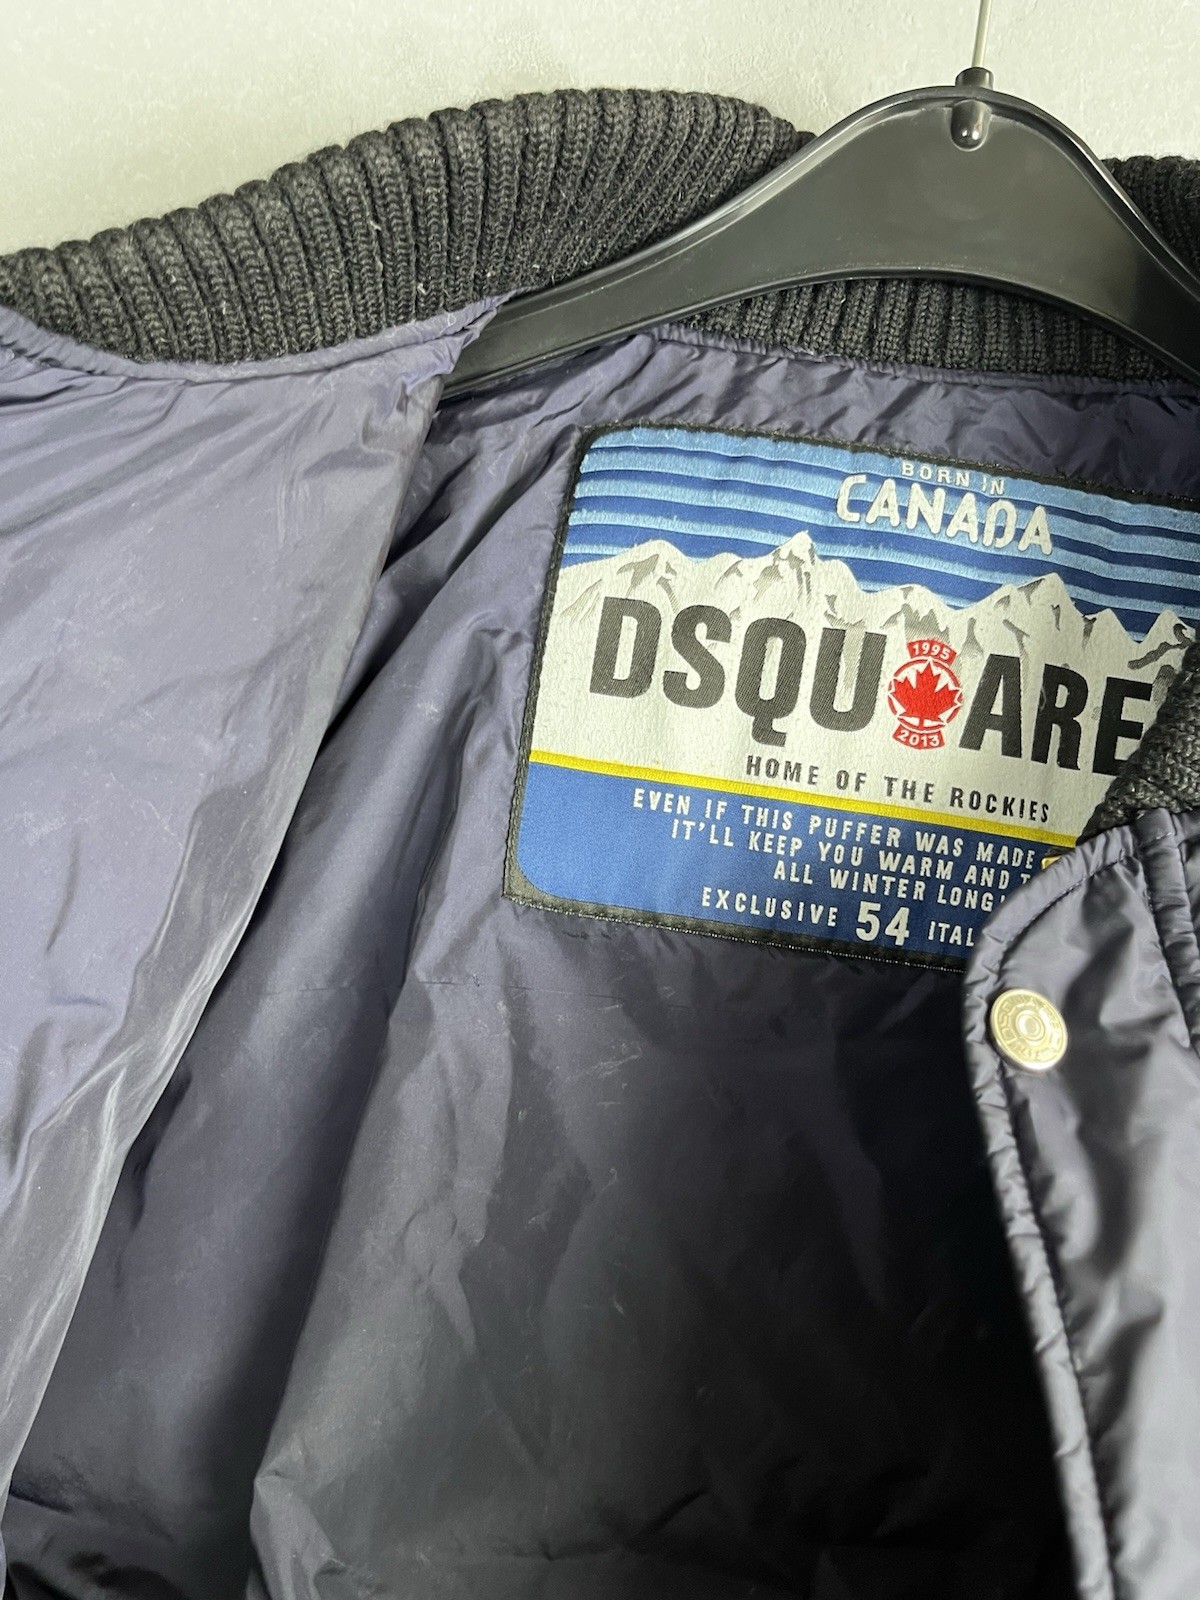 BORN IN
CANADA
1995
DSQU ARE
2013
HOME OF THE ROCKIES
EVEN IF THIS PUFFER WAS MADE
IT'LL KEEP YOU WARM AND
ALL WINTER LONG
EXCLUSIVE 54 ITAL